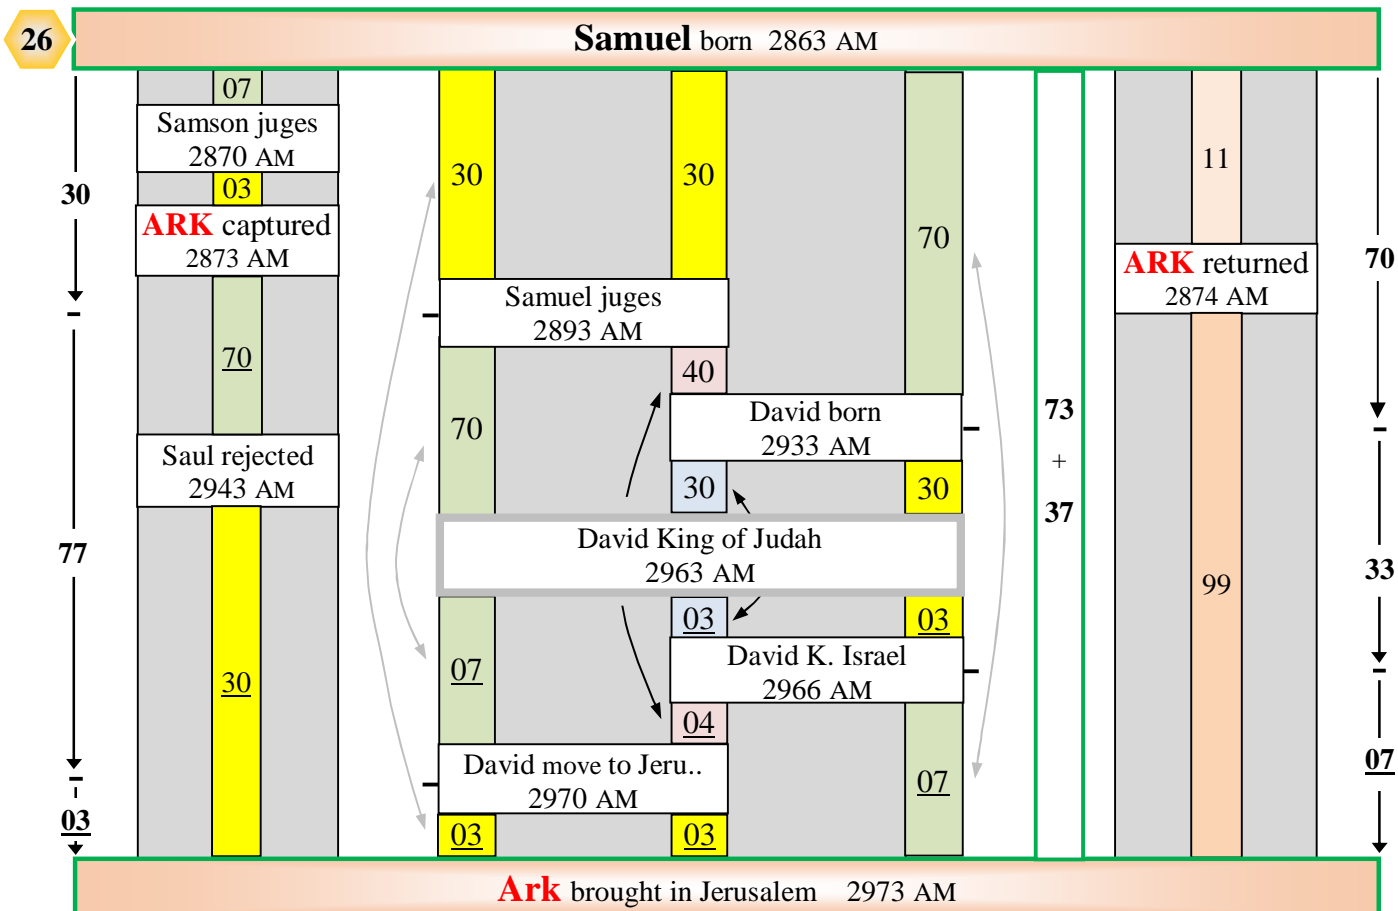 26
Samuel born 2863 AM
07
Samson juges
2870 AM
03
ARK captured
2873 AM
70
Saul rejected
2943 AM
30
30
77
03
30
30
70
Samuel juges
2893 AM
70
40
David born
2933 AM
30
30
David King of Judah
2963 AM
07
03
03
David K. Israel
2966 AM
04
07
David move to Jeru..
2970 AM
03
03
73
+
37
11
ARK returned
2874 AM
99
70
33
07
Ark brought in Jerusalem 2973 AM